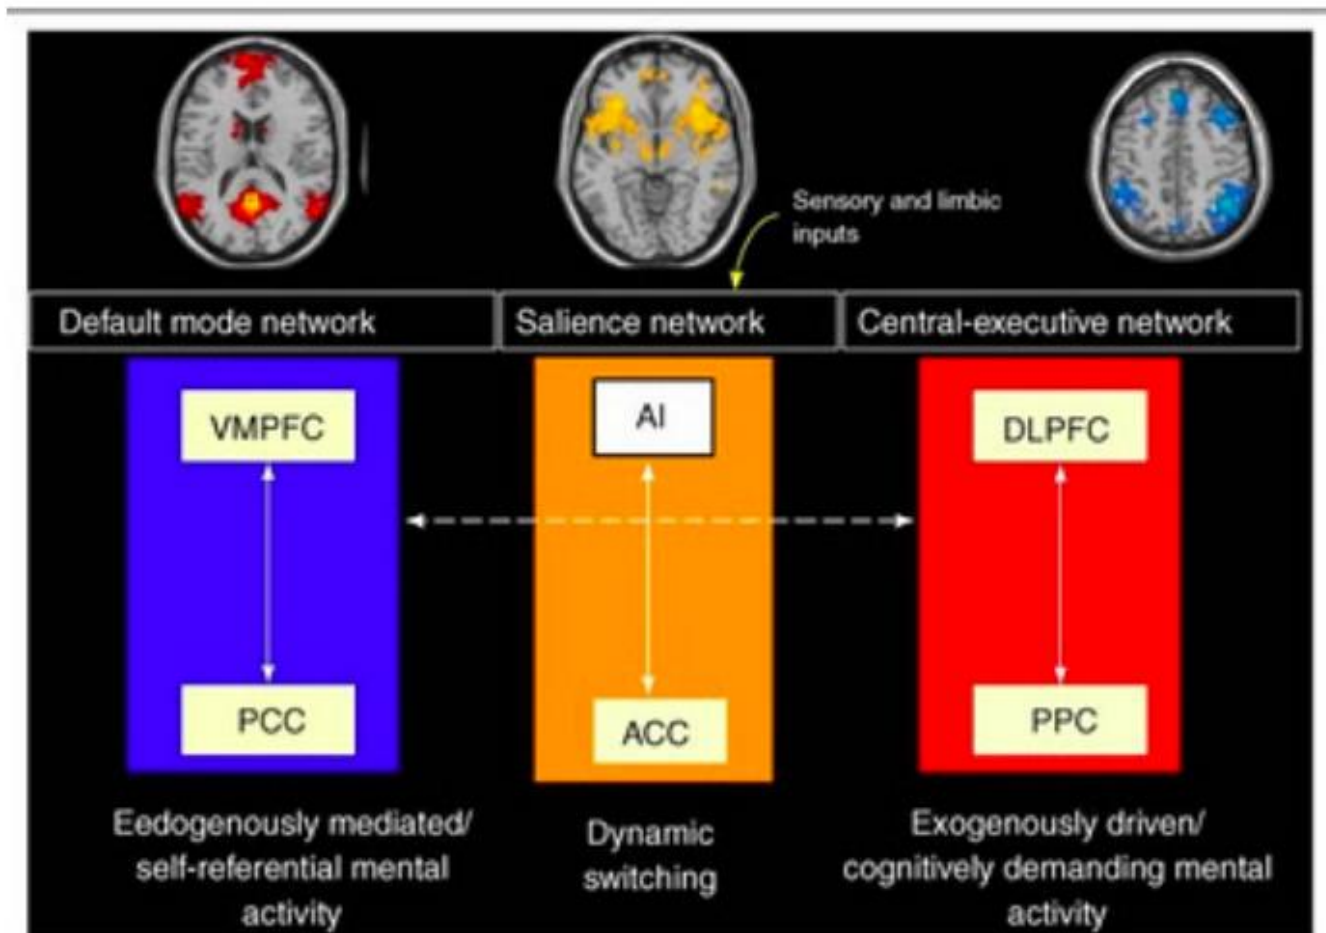 Sensory and limbic
inputs
Default mode network
Salience network
Central-executive network
VMPFC
AI
DLPFC
PCC
ACC
PPC
Eedogenously mediated/
self-referential mental
activity
Dynamic
switching
Exogenously driven/
cognitively demanding mental
activity